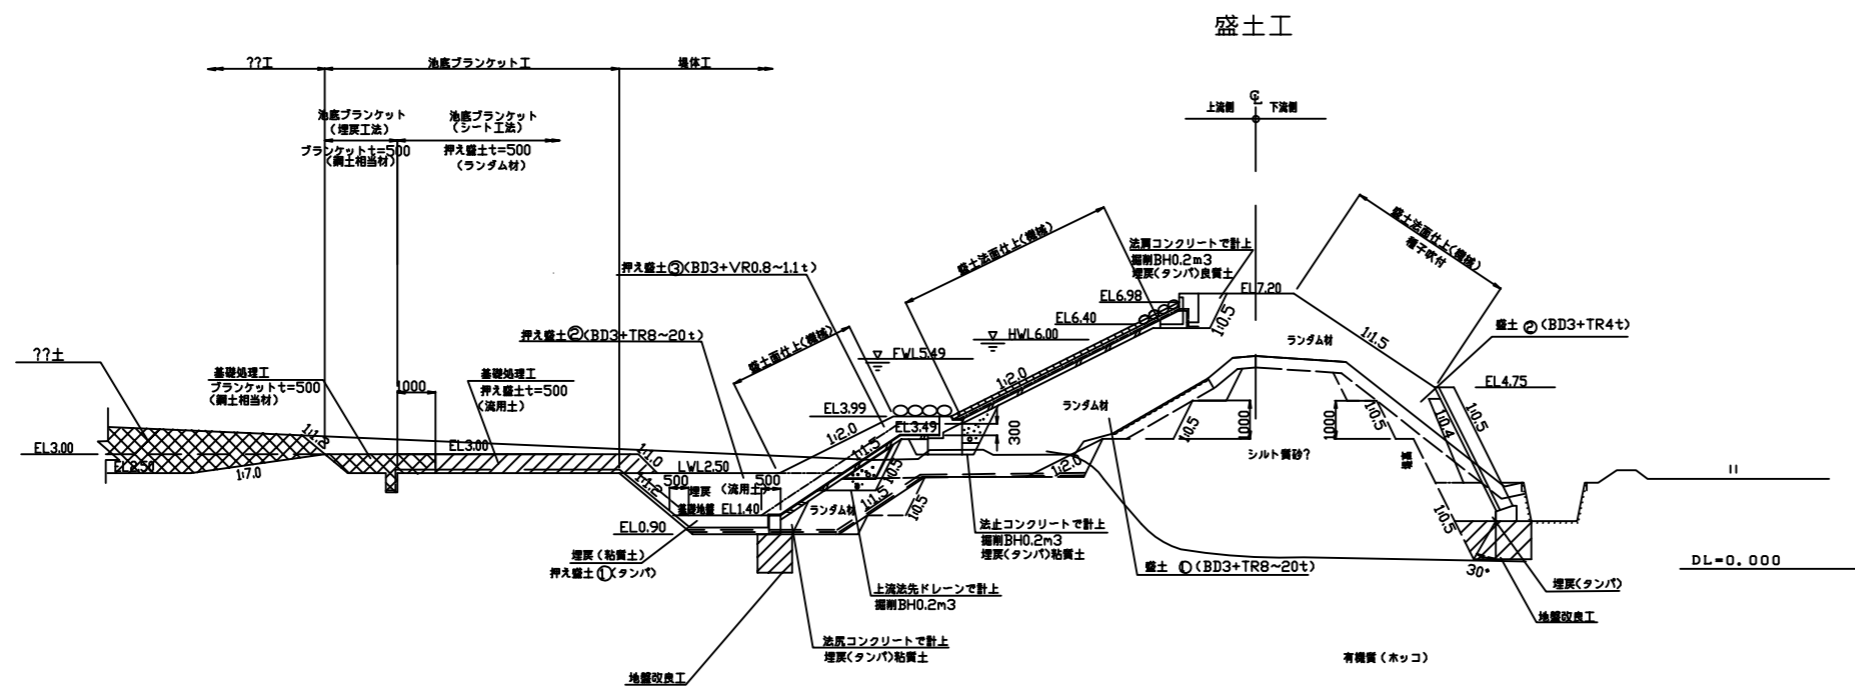 盛土工
??工
池底ブランケット工
堤体工
池底ブランケット
(埋戻工法)
ブランケットt=500
(鋼土相当材)
池底ブランケット
(シート工法)
押え盛土t=500
(ランダム材)
上流側
下流側
盛土法面仕上(機械)
盛土法面仕上(機械)
種子吹付
法肩コンクリートで計上
掘削BH0.2m3
埋戻(タンパ)良質土
押え盛土③(BD3+VR0.8~1.1t)
押え盛土②(BD3+TR8~20t)
盛土面仕上(機械)
EL6.98
EL6.40
EL7.20
HWL6.00
FWL5.49
1:0.5
ランダム材
1:1.5
盛土 ②(BD3+TR4t)
EL4.75
??土
基礎処理工
ブランケットt=500
(鋼土相当材)
1000
基礎処理工
押え盛土t=500
(流用土)
EL3.99
EL3.49
300
1:2.0
1:2.0
1:1.5
ランダム材
1:0.5
1000
1000
1:0.5
1:0.4
1:0.5
シルト質砂?
EL3.00
EL2.50
1:7.0
1:1.2
EL3.00
1:1.0
1:1.2
LWL2.50
500
埋戻 (流用土)
500
基礎地盤 EL1.40
EL0.90
1:0.5
1:1.5
ランダム材
1:0.5
1:2.0
1:0.5
30°
埋戻(粘質土)
押え盛土①(タンパ)
法止コンクリートで計上
掘削BH0.2m3
埋戻(タンパ)粘質土
盛土 ①(BD3+TR8~20t)
上流法先ドレーンで計上
掘削BH0.2m3
法尻コンクリートで計上
埋戻(タンパ)粘質土
地盤改良工
DL=0.000
埋戻(タンパ)
地盤改良工
有機質(ホッコ)